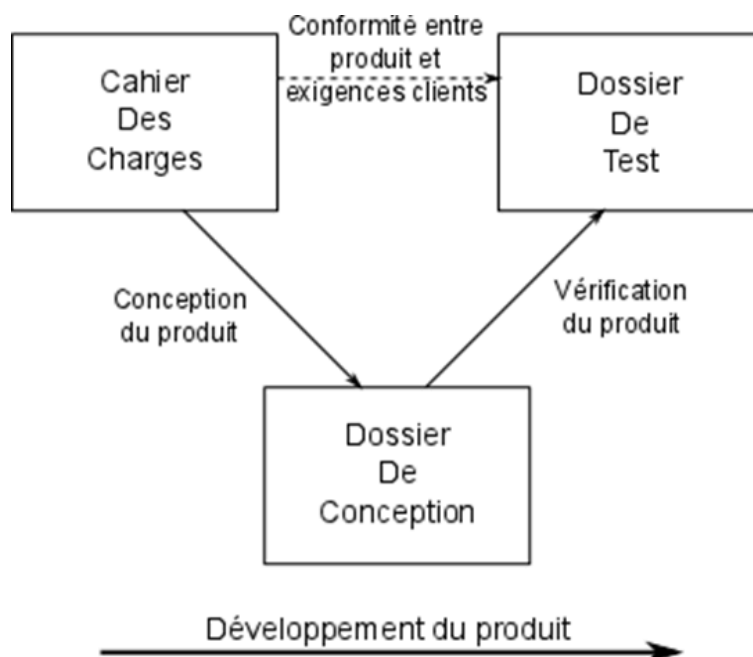 Conformité entre
produit et
exigences clients
Cahier
Des
Charges
Dossier
De
Test
Conception
du produit
Vérification
du produit
Dossier
De
Conception
Développement du produit